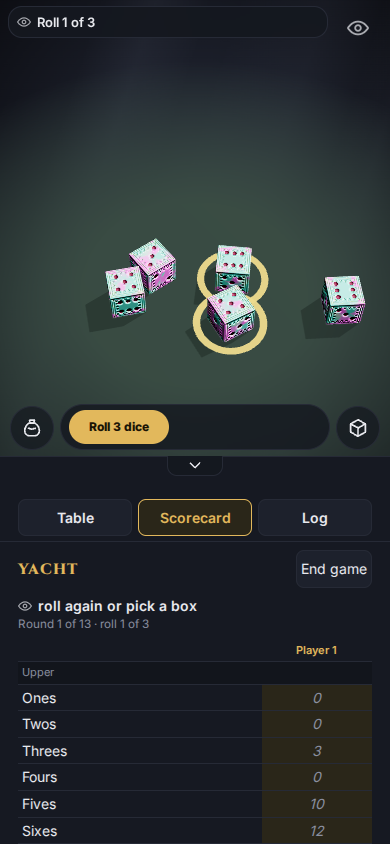 Roll 1 of 3
Roll 3 dice
Table
Scorecard
Log
YACHT
End game
roll again or pick a box
Round 1 of 13 · roll 1 of 3
Player 1
Upper
Ones 0
Twos 0
Threes 3
Fours 0
Fives 10
Sixes 12